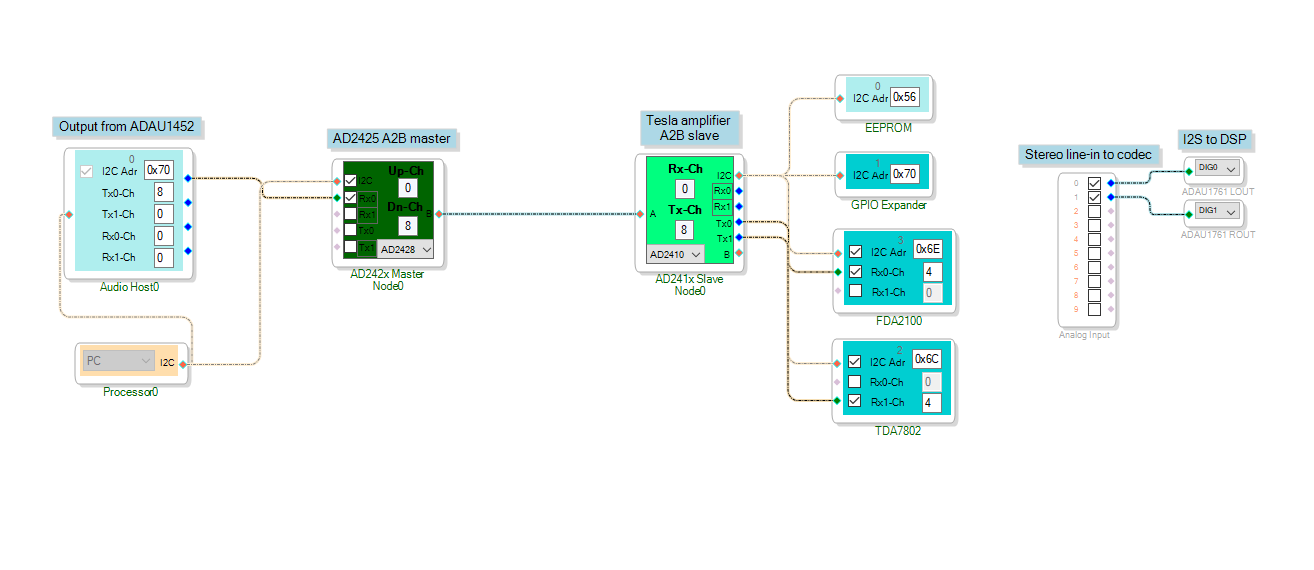 Output from ADAU1452
0
I2C Adr 0x70
Tx0-Ch 8
Tx1-Ch 0
Rx0-Ch 0
Rx1-Ch 0
Audio Host0
PC I2C
Processor0
AD2425 A2B master
Up-Ch
I2C
0
Rx0
Rx1
Dn-Ch
8
B
Tx0
Tx1
AD2428
AD242x Master
Node0
Tesla amplifier
A2B slave
Rx-Ch
I2C
0
Rx0
Rx1
A
Tx-Ch
8
Tx0
Tx1
AD2410
B
AD241x Slave
Node0
0
I2C Adr 0x56
EEPROM
1
I2C Adr 0x70
GPIO Expander
3
I2C Adr 0x6E
Rx0-Ch 4
Rx1-Ch 0
FDA2100
2
I2C Adr 0x6C
Rx0-Ch 0
Rx1-Ch 4
TDA7802
Stereo line-in to codec
0
1
2
3
4
5
6
7
8
9
Analog Input
I2S to DSP
DIG0
ADAU1761 LOUT
DIG1
ADAU1761 ROUT